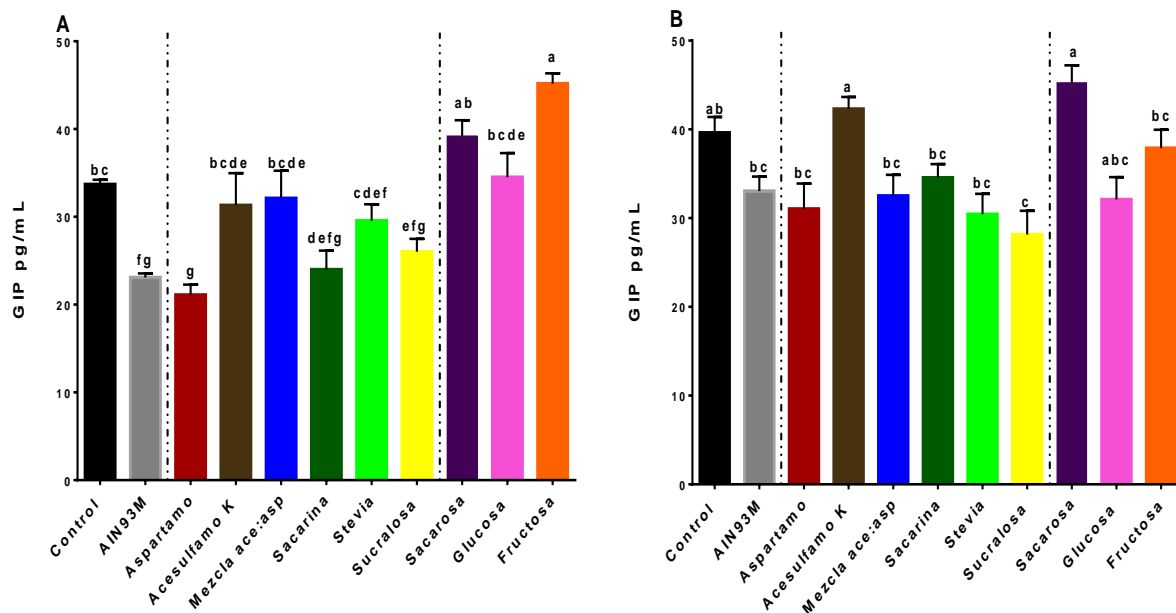 A
GIP pg/mL
50
40
30
20
10
0
bc
fg
g
bcde
bcde
defg
cdef
efg
ab
bcde
a
Control
AIN93M
Aspartamo
Acesulfamo K
Mezcla ace:asp
Sacarina
Stevia
Sucralosa
Sacarosa
Glucosa
Fructosa
B
GIP pg/mL
50
40
30
20
10
0
ab
bc
bc
a
bc
bc
bc
c
a
abc
bc
Control
AIN93M
Aspartamo
Acesulfamo K
Mezcla ace:asp
Sacarina
Stevia
Sucralosa
Sacarosa
Glucosa
Fructosa